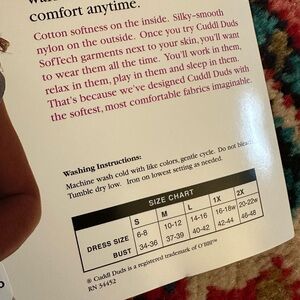 comfort anytime.
Cotton softness on the inside. Silky-smooth
nylon on the outside. Once you try Cuddl Duds
SofTech garments next to your skin, you'll want
to wear them all the time. You'll work in them,
relax in them, play in them and sleep in them.
That's because we've designed Cuddl Duds with
the softest, most comfortable fabrics imaginable.
Washing Instructions:
Machine wash cold with like colors, gentle cycle. Do not bleach.
Tumble dry low. Iron on lowest setting as needed.
SIZE CHART
S M L 1X 2X
DRESS SIZE 6-8 10-12 14-16 16-18w 20-22w
BUST 34-36 37-39 40-42 42-44 46-48
® Cuddl Duds is a registered trademark of
RN 54452